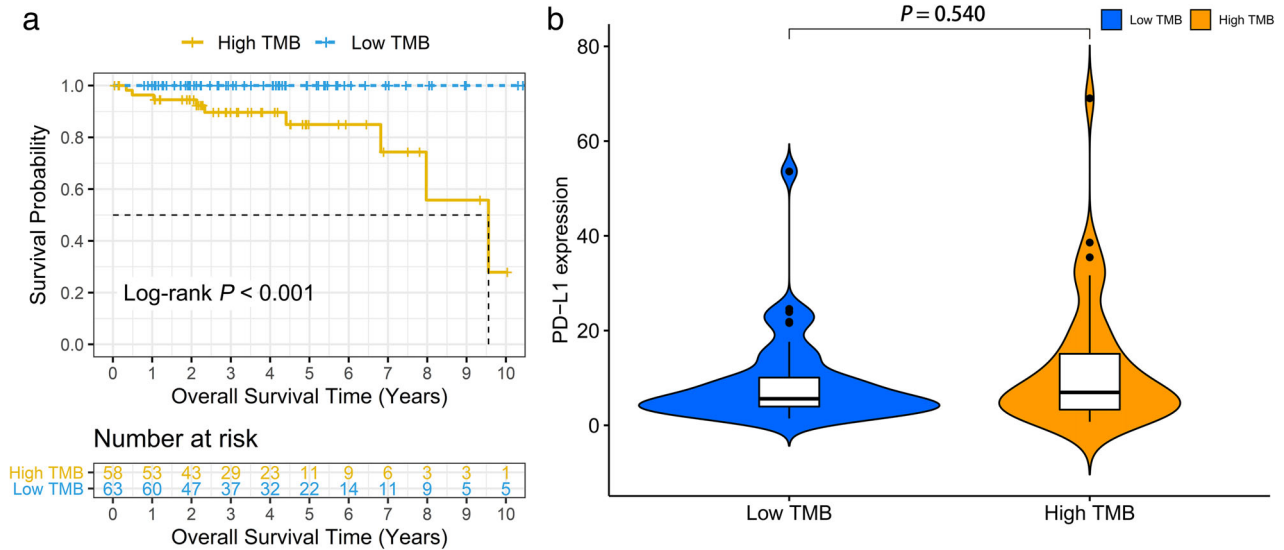 a
High TMB Low TMB
1.0
0.8
0.6
0.4
0.2
0.0
Survival Probability
Log-rank P < 0.001
0 1 2 3 4 5 6 7 8 9 10
Overall Survival Time (Years)
Number at risk
High TMB 58 53 43 29 23 11 9 6 3 3 1
Low TMB 63 60 47 37 32 22 14 11 9 5 5
0 1 2 3 4 5 6 7 8 9 10
Overall Survival Time (Years)
b
P = 0.540
Low TMB High TMB
80
60
40
20
0
PD−L1 expression
Low TMB High TMB